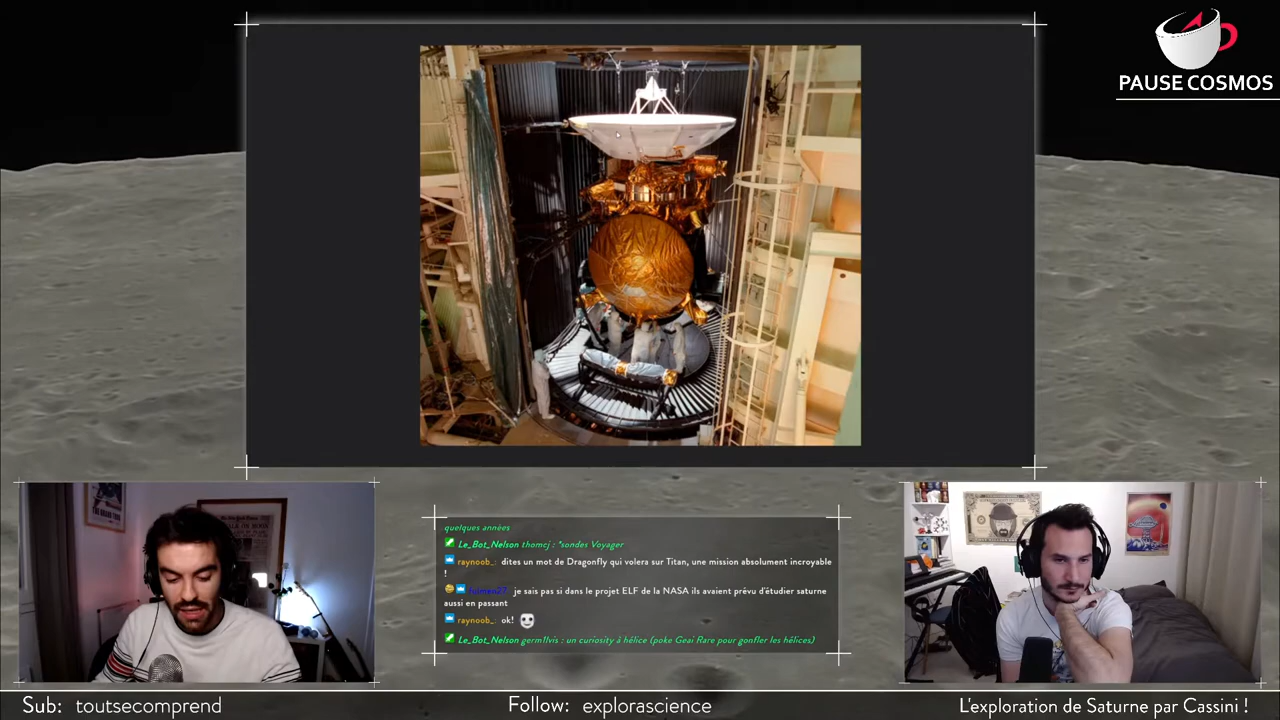 PAUSE COSMOS
quelques années
Le_Bot_Nelson thomcj : "sondes Voyager
raynoob_: dites un mot de Dragonfly qui volera sur Titan, une mission absolument incroyable
!
je sais pas si dans le projet ELF de la NASA ils avaient prévu d'étudier saturne
aussi en passant
raynoob_: ok!
Le_Bot_Nelson germ1lvis : un curiosity à hélice (poke Geai Rare pour gonfler les hélices)
Sub: toutsecomprend
Follow: explorascience
L'exploration de Saturne par Cassini !